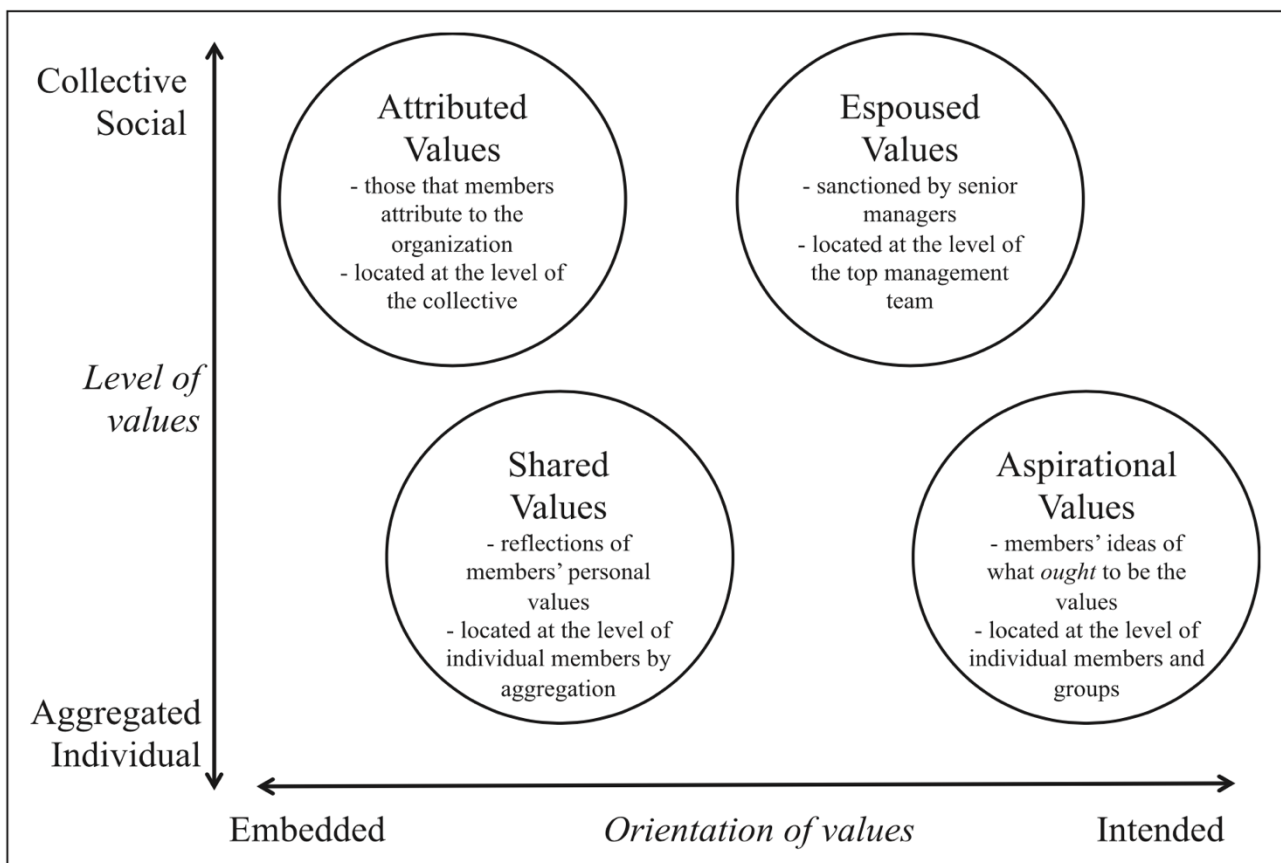 Collective
Social
Attributed
Values
- those that members
attribute to the
organization
- located at the level of
the collective
Espoused
Values
- sanctioned by senior
managers
- located at the level of
the top management
team
Level of
values
Shared
Values
- reflections of
members’ personal
values
- located at the level of
individual members by
aggregation
Aspirational
Values
- members’ ideas of
what ought to be the
values
- located at the level of
individual members and
groups
Aggregated
Individual
Embedded
Orientation of values
Intended